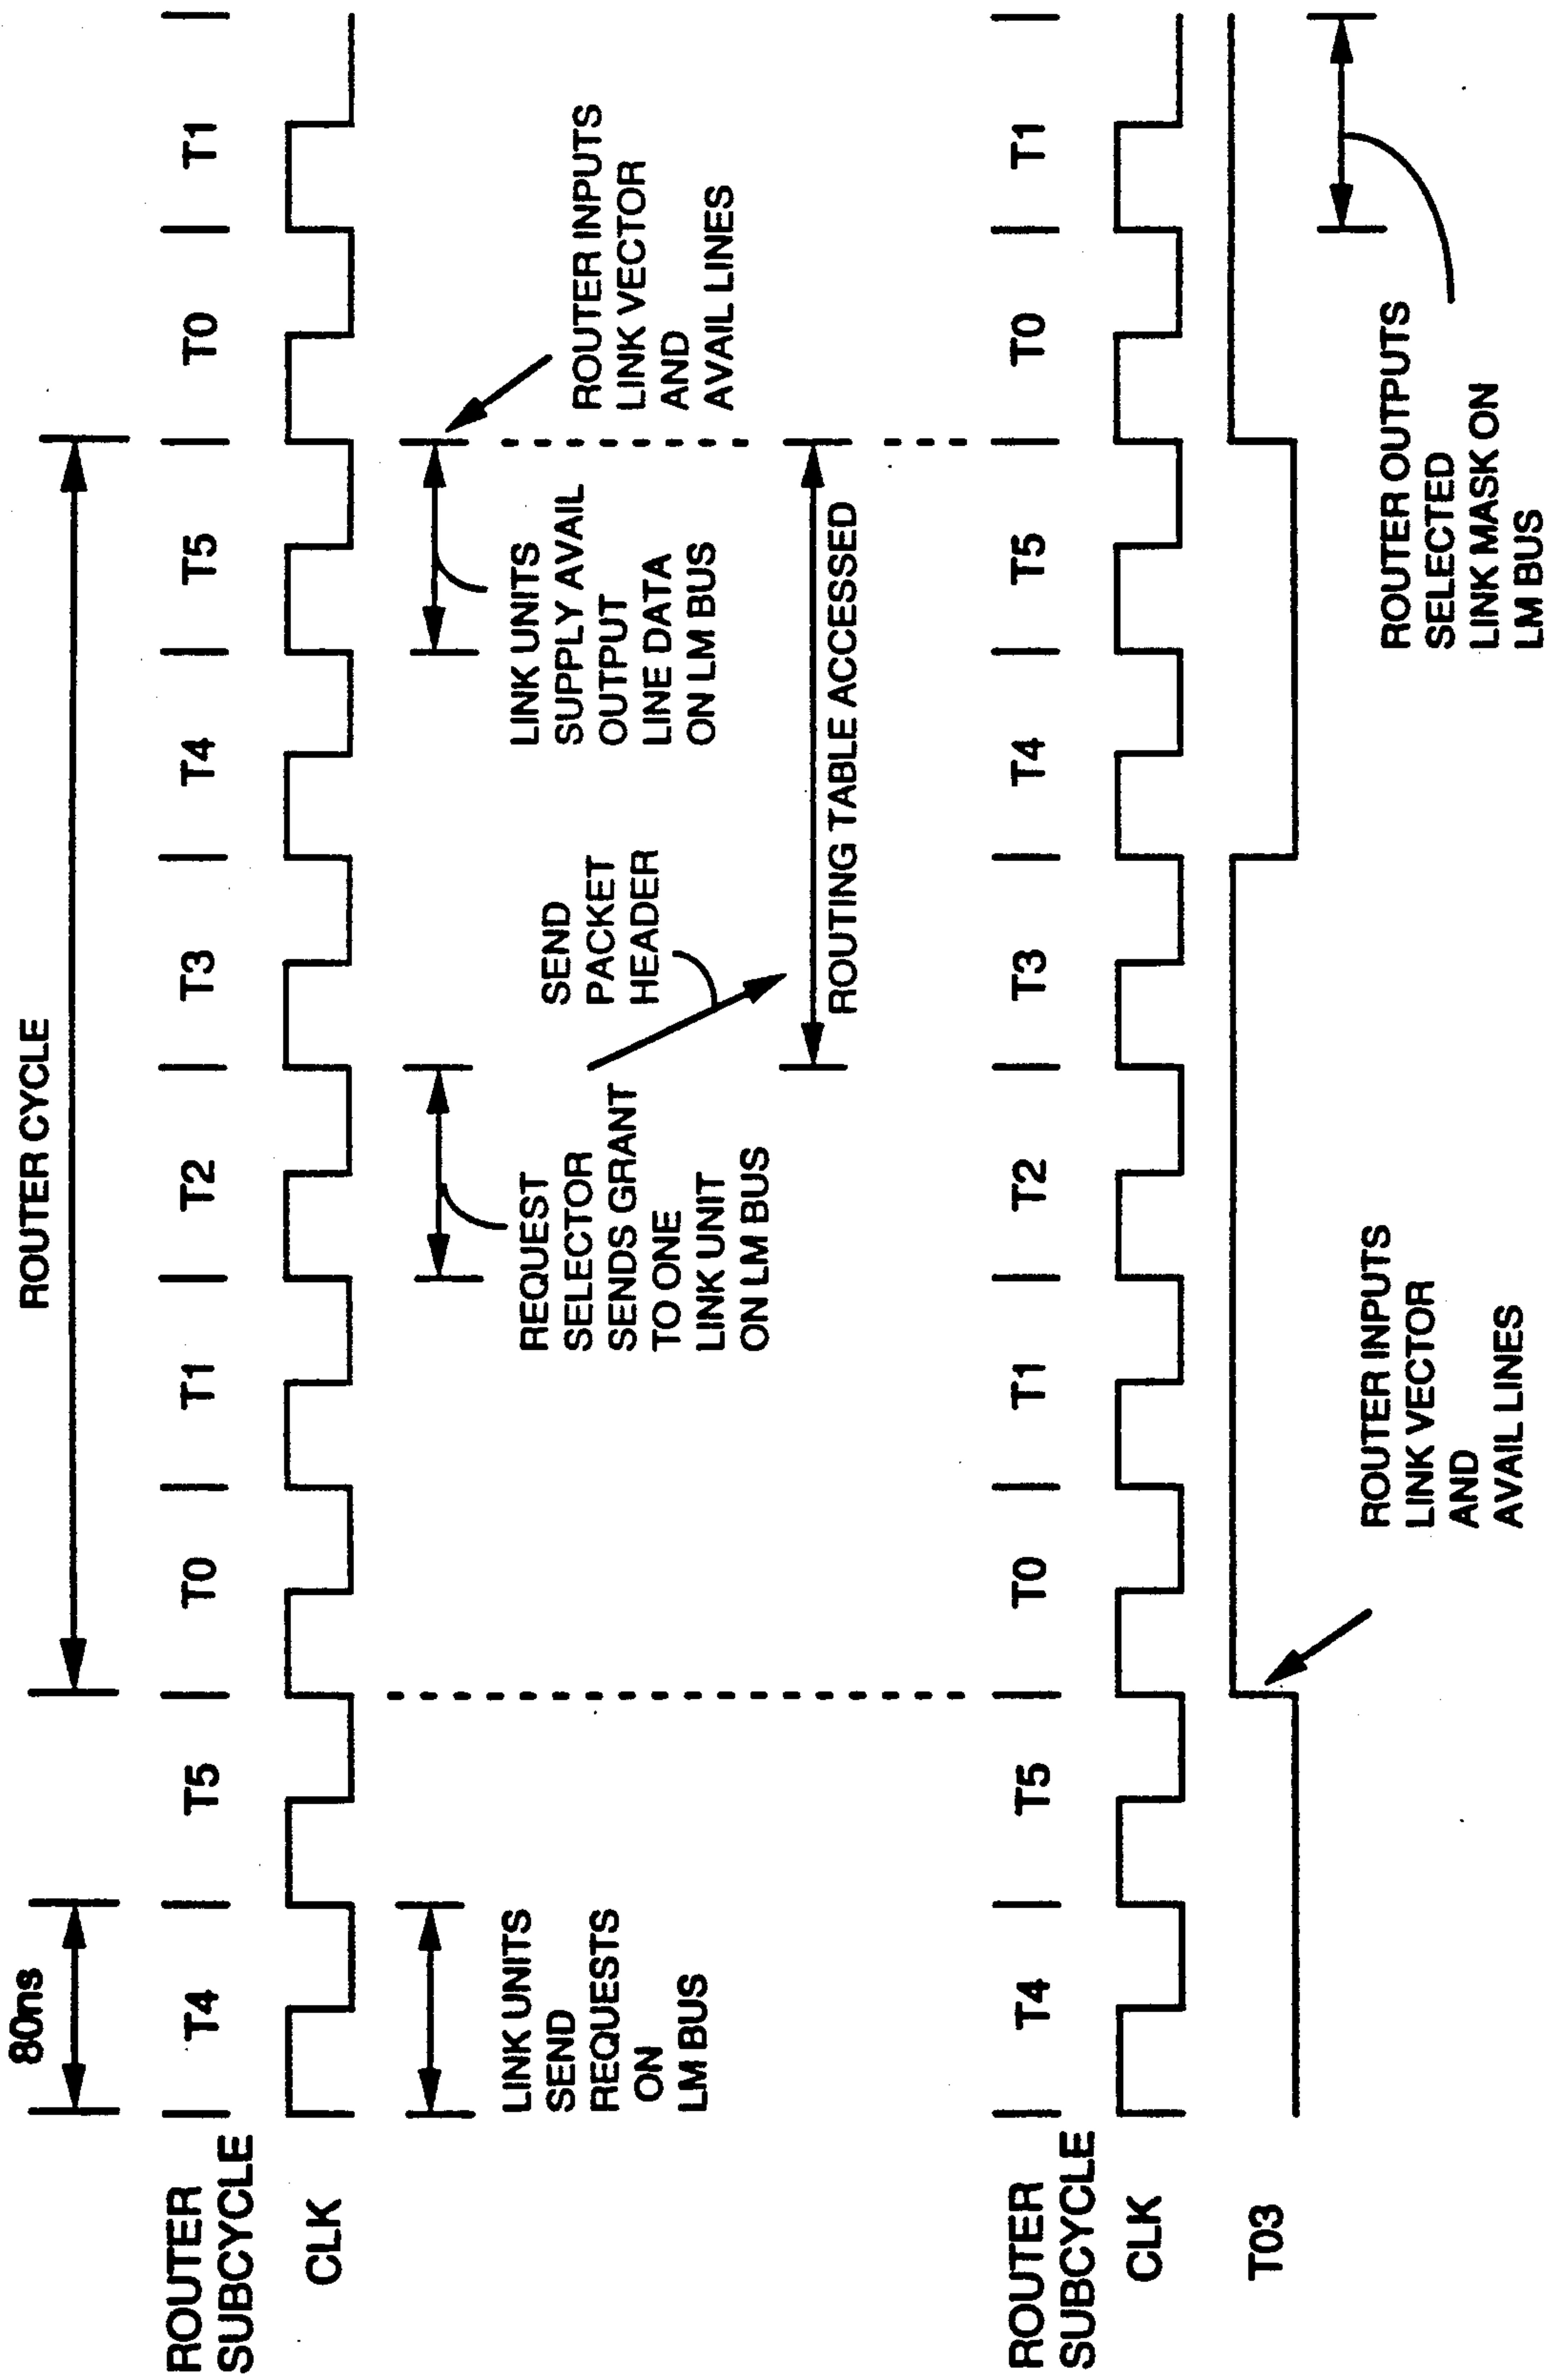 80ns
ROUTER CYCLE
ROUTER
SUBCYCLE
T4 T5 T0 T1 T2 T3 T4 T5 T0 T1
CLK
LINK UNITS
SEND
REQUESTS
ON
LM BUS
REQUEST
SELECTOR
SENDS GRANT
TO ONE
LINK UNIT
ON LM BUS
SEND
PACKET
HEADER
LINK UNITS
SUPPLY AVAIL
OUTPUT
LINE DATA
ON LM BUS
ROUTER INPUTS
LINK VECTOR
AND
AVAIL LINES
ROUTING TABLE ACCESSED
ROUTER
SUBCYCLE
T4 T5 T0 T1 T2 T3 T4 T5 T0 T1
CLK
T03
ROUTER INPUTS
LINK VECTOR
AND
AVAIL LINES
ROUTER OUTPUTS
SELECTED
LINK MASK ON
LM BUS